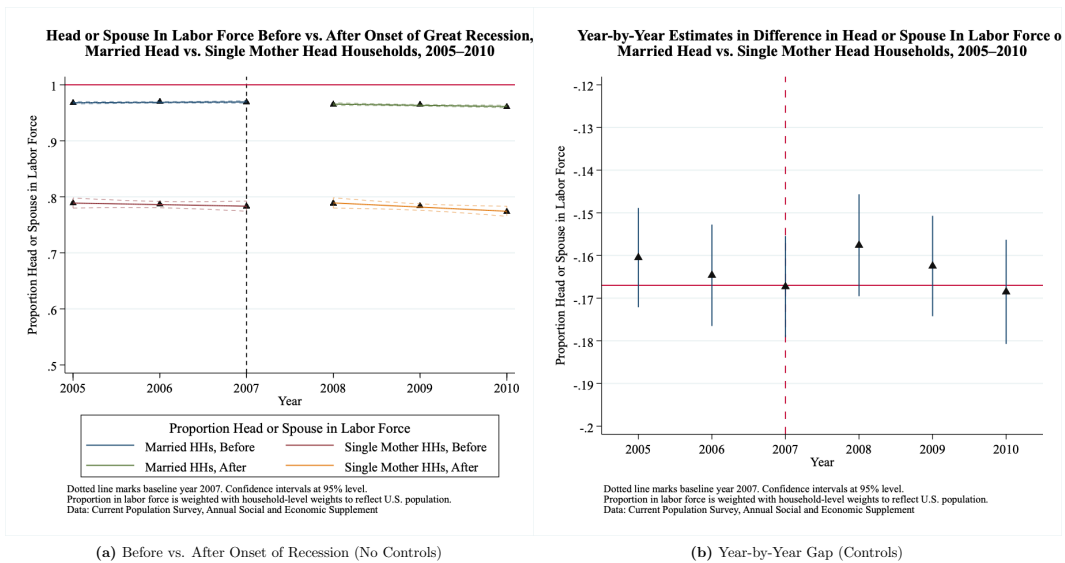 Head or Spouse In Labor Force Before vs. After Onset of Great Recession,
Married Head vs. Single Mother Head Households, 2005–2010
Proportion Head or Spouse in Labor Force
1
.9
.8
.7
.6
.5
2005 2006 2007 2008 2009 2010
Year
Proportion Head or Spouse in Labor Force
Married HHs, Before Single Mother HHs, Before
Married HHs, After Single Mother HHs, After
Dotted line marks baseline year 2007. Confidence intervals at 95% level.
Proportion in labor force is weighted with household-level weights to reflect U.S. population.
Data: Current Population Survey, Annual Social and Economic Supplement
(a) Before vs. After Onset of Recession (No Controls)
Year-by-Year Estimates in Difference in Head or Spouse In Labor Force o
Married Head vs. Single Mother Head Households, 2005–2010
Proportion Head or Spouse in Labor Force
-.12
-.13
-.14
-.15
-.16
-.17
-.18
-.19
-.2
2005 2006 2007 2008 2009 2010
Year
Dotted line marks baseline year 2007. Confidence intervals at 95% level.
Proportion in labor force is weighted with household-level weights to reflect U.S. population.
Data: Current Population Survey, Annual Social and Economic Supplement
(b) Year-by-Year Gap (Controls)